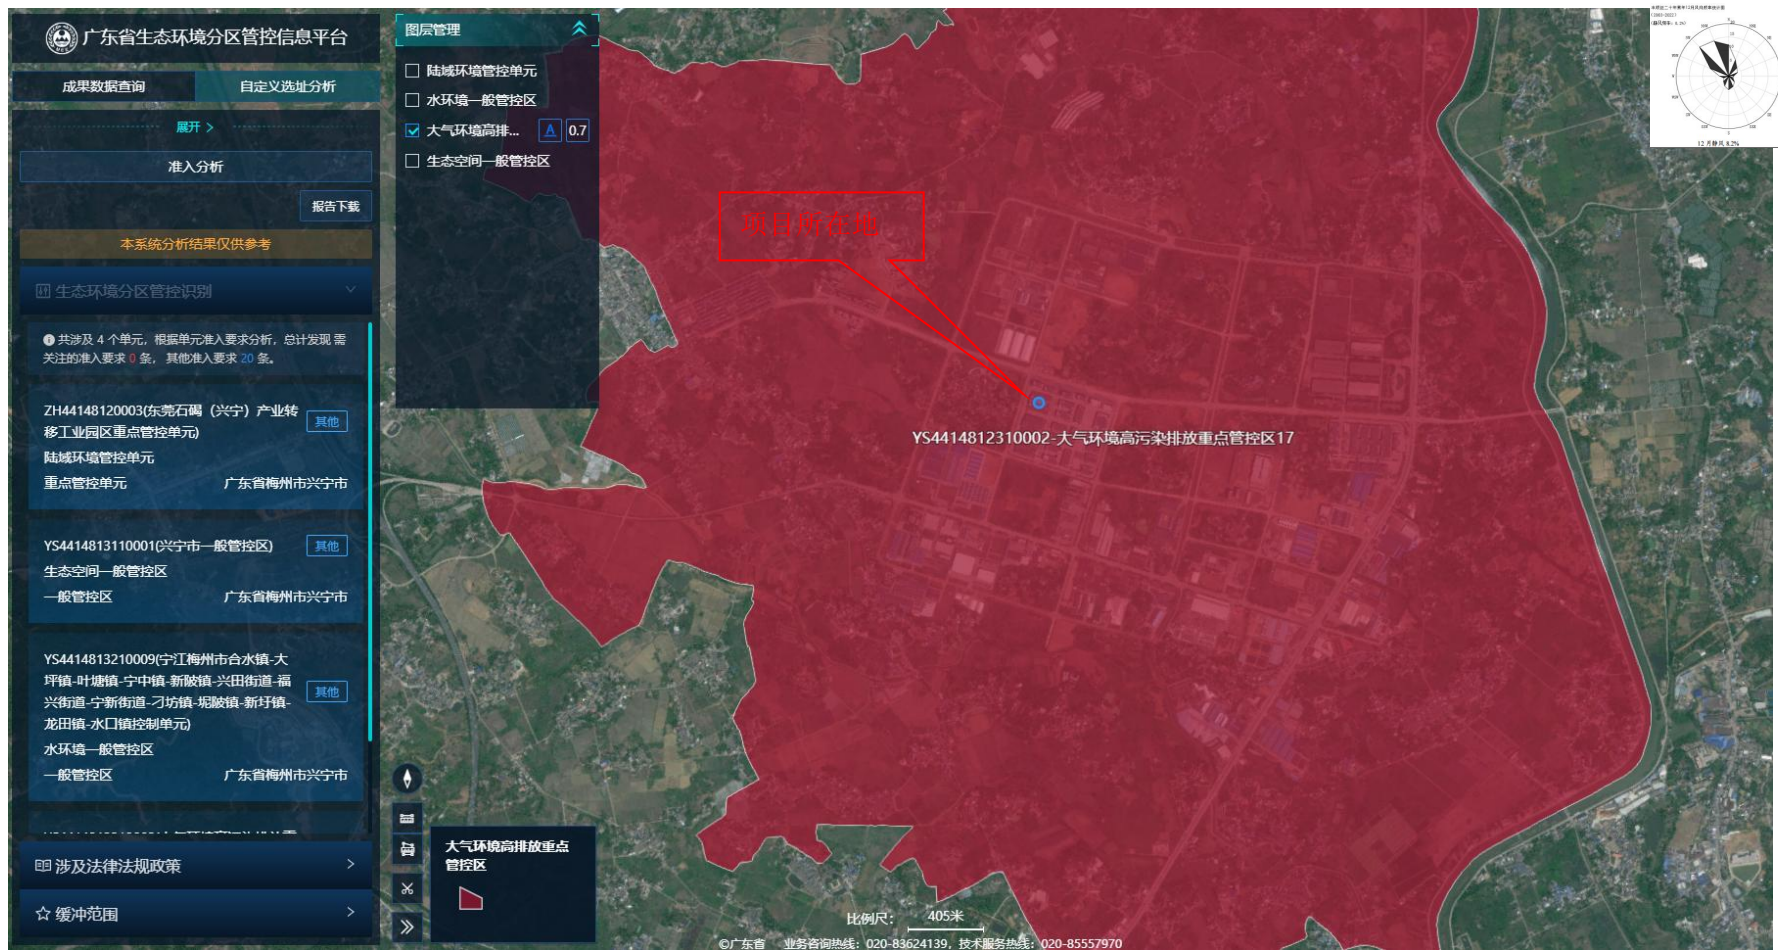 广东省生态环境分区管控信息平台
成果数据查询
自定义选址分析
展开 >
准入分析
报告下载
本系统分析结果仅供参考
生态环境分区管控识别
共涉及 4 个单元，根据单元准入要求分析，总计发现 需
关注的准入要求 0 条， 其他准入要求 20 条。
ZH44148120003(东莞石碣（兴宁）产业转
移工业园区重点管控单元)
其他
陆域环境管控单元
重点管控单元
广东省梅州市兴宁市
YS4414813110001(兴宁市一般管控区)
其他
生态空间一般管控区
一般管控区
广东省梅州市兴宁市
YS4414813210009(宁江梅州市合水镇-大
坪镇-叶塘镇-宁中镇-新陂镇-兴田街道-福
兴街道-宁新街道-刁坊镇-坭陂镇-新圩镇-
龙田镇-水口镇控制单元)
其他
水环境一般管控区
一般管控区
广东省梅州市兴宁市
涉及法律法规政策
缓冲范围
图层管理
陆域环境管控单元
水环境一般管控区
大气环境高排...
A
0.7
生态空间一般管控区
项目所在地
YS4414812310002-大气环境高污染排放重点管控区17
大气环境高排放重点
管控区
比例尺：
405米
©广东省 业务咨询热线：020-83624139，技术服务热线：020-85557970
12 月静风 8.2%